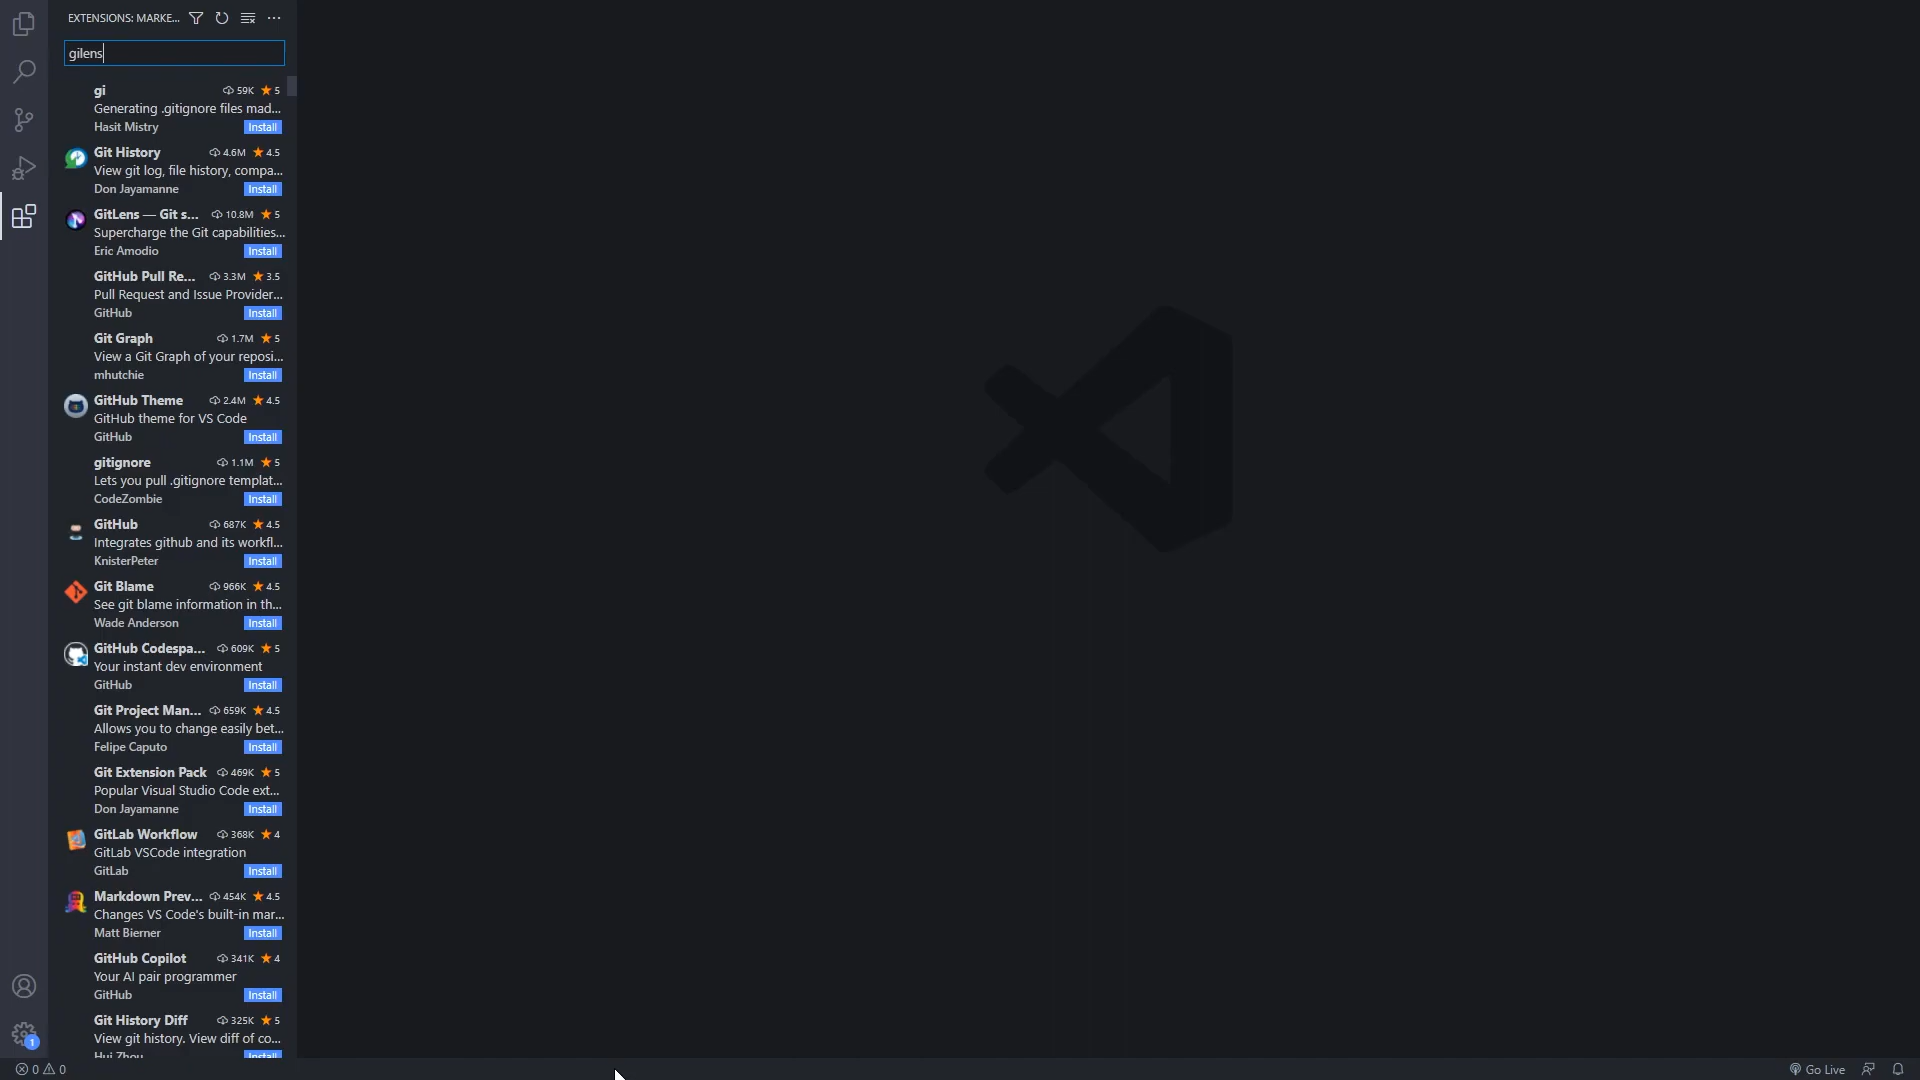 EXTENSIONS: MARKE...
gilens
gi 59K 5
Generating .gitignore files mad...
Hasit Mistry Install
Git History 4.6M 4.5
View git log, file history, compa...
Don Jayamanne Install
GitLens — Git s... 10.8M 5
Supercharge the Git capabilities...
Eric Amodio Install
GitHub Pull Re... 3.3M 3.5
Pull Request and Issue Provider...
GitHub Install
Git Graph 1.7M 5
View a Git Graph of your reposi...
mhutchie Install
GitHub Theme 2.4M 4.5
GitHub theme for VS Code
GitHub Install
gitignore 1.1M 5
Lets you pull .gitignore templat...
CodeZombie Install
GitHub 687K 4.5
Integrates github and its workfl...
KnisterPeter Install
Git Blame 966K 4.5
See git blame information in th...
Wade Anderson Install
GitHub Codespa... 609K 5
Your instant dev environment
GitHub Install
Git Project Man... 659K 4.5
Allows you to change easily bet...
Felipe Caputo Install
Git Extension Pack 469K 5
Popular Visual Studio Code ext...
Don Jayamanne Install
GitLab Workflow 368K 4
GitLab VSCode integration
GitLab Install
Markdown Prev... 454K 4.5
Changes VS Code's built-in mar...
Matt Bierner Install
GitHub Copilot 341K 4
Your AI pair programmer
GitHub Install
Git History Diff 325K 5
View git history. View diff of co...
Hui Zhou Install
1
0 0 Go Live